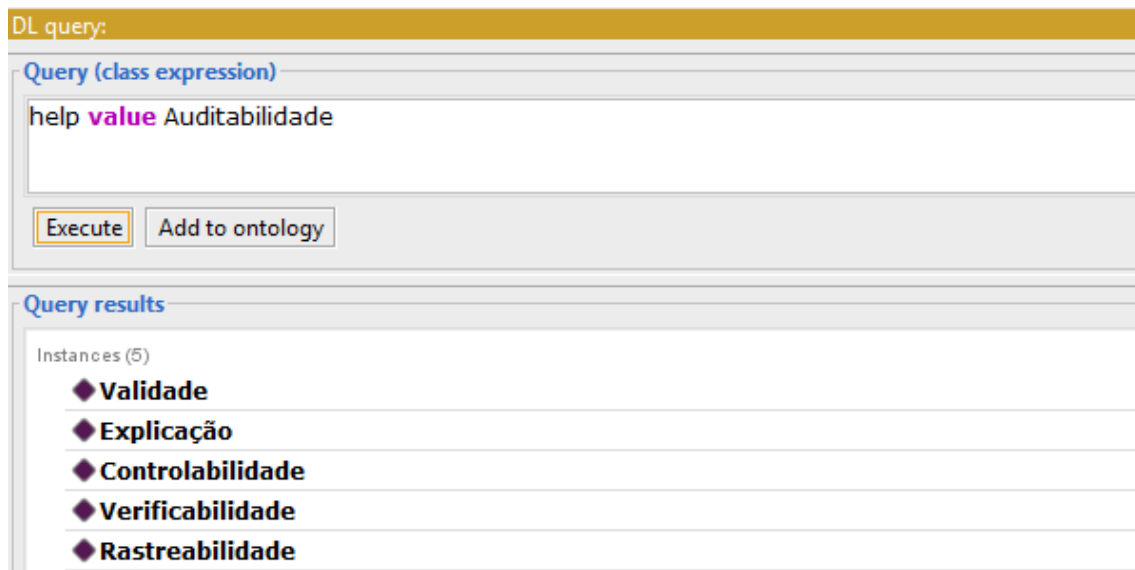 DL query:
Query (class expression)
help value Auditabilidade
Execute Add to ontology
Query results
Instances (5)
Validade
Explicação
Controlabilidade
Verificabilidade
Rastreabilidade